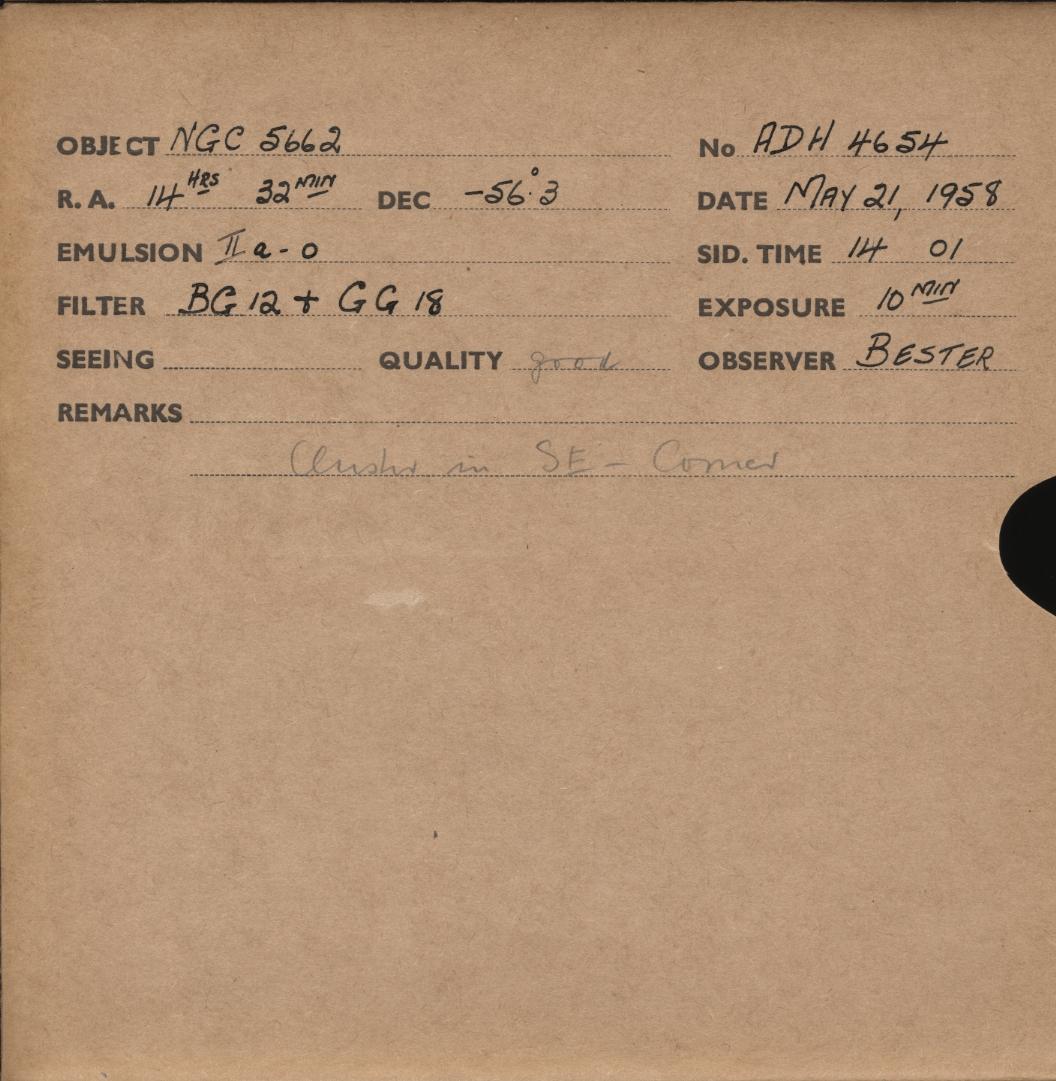 OBJECT NGC 5662 No ADH 4654
R. A. 14 HRS 32 MIN DEC -56°.3 DATE MAY 21, 1958
EMULSION II a - O SID. TIME 14 01
FILTER BG 12 + GG 18 EXPOSURE 10 MIN
SEEING QUALITY good OBSERVER BESTER
REMARKS
Cluster in SE - Corner